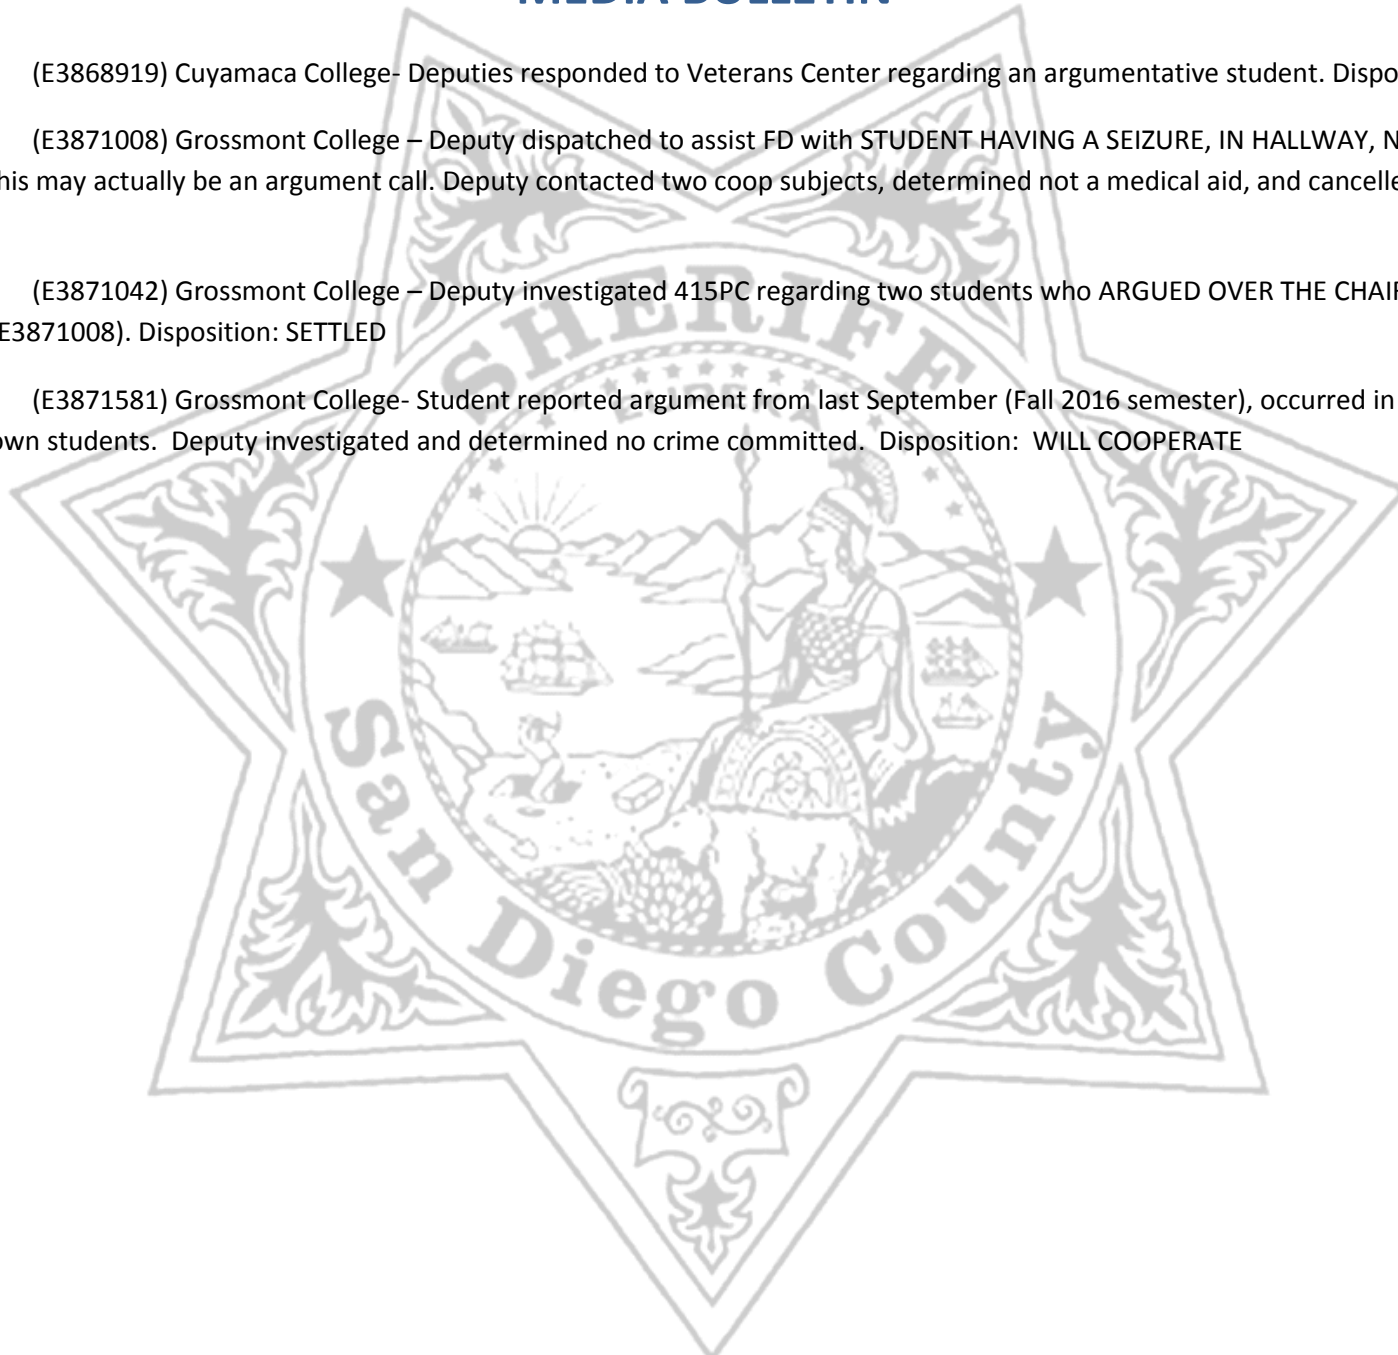 MEDIA BULLETIN
(E3868919) Cuyamaca College- Deputies responded to Veterans Center regarding an argumentative student. Dispo
(E3871008) Grossmont College – Deputy dispatched to assist FD with STUDENT HAVING A SEIZURE, IN HALLWAY, N
his may actually be an argument call. Deputy contacted two coop subjects, determined not a medical aid, and cancelle
(E3871042) Grossmont College – Deputy investigated 415PC regarding two students who ARGUED OVER THE CHAIR
E3871008). Disposition: SETTLED
(E3871581) Grossmont College- Student reported argument from last September (Fall 2016 semester), occurred in
own students.  Deputy investigated and determined no crime committed.  Disposition:  WILL COOPERATE
SHERIFF
EUREKA
San Diego County